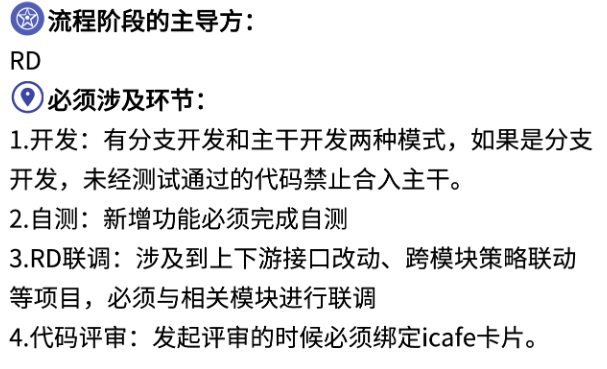 流程阶段的主导方：
RD
必须涉及环节：
1.开发：有分支开发和主干开发两种模式，如果是分支
开发，未经测试通过的代码禁止合入主干。
2.自测：新增功能必须完成自测
3.RD联调：涉及到上下游接口改动、跨模块策略联动
等项目，必须与相关模块进行联调
4.代码评审：发起评审的时候必须绑定icafe卡片。